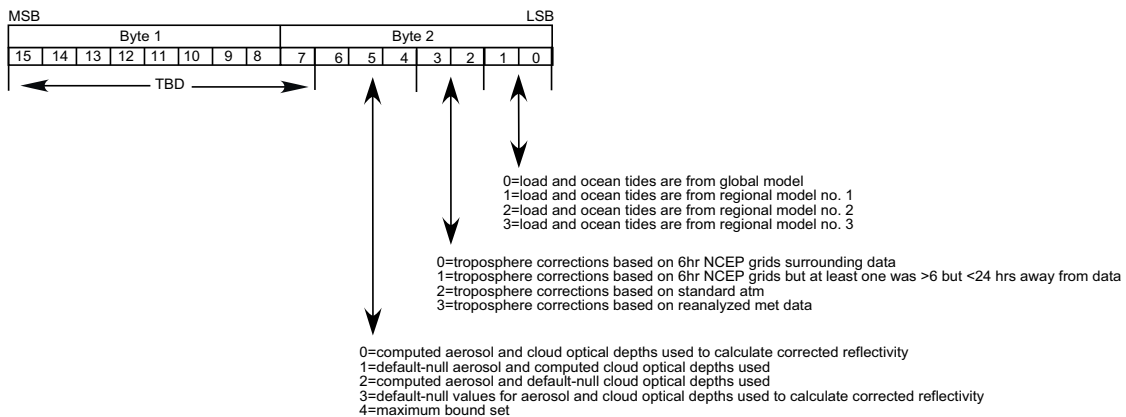 MSB LSB
Byte 1 Byte 2
15 14 13 12 11 10 9 8 7 6 5 4 3 2 1 0
TBD
0=load and ocean tides are from global model
1=load and ocean tides are from regional model no. 1
2=load and ocean tides are from regional model no. 2
3=load and ocean tides are from regional model no. 3
0=troposphere corrections based on 6hr NCEP grids surrounding data
1=troposphere corrections based on 6hr NCEP grids but at least one was >6 but <24 hrs away from data
2=troposphere corrections based on standard atm
3=troposphere corrections based on reanalyzed met data
0=computed aerosol and cloud optical depths used to calculate corrected reflectivity
1=default-null aerosol and computed cloud optical depths used
2=computed aerosol and default-null cloud optical depths used
3=default-null values for aerosol and cloud optical depths used to calculate corrected reflectivity
4=maximum bound set